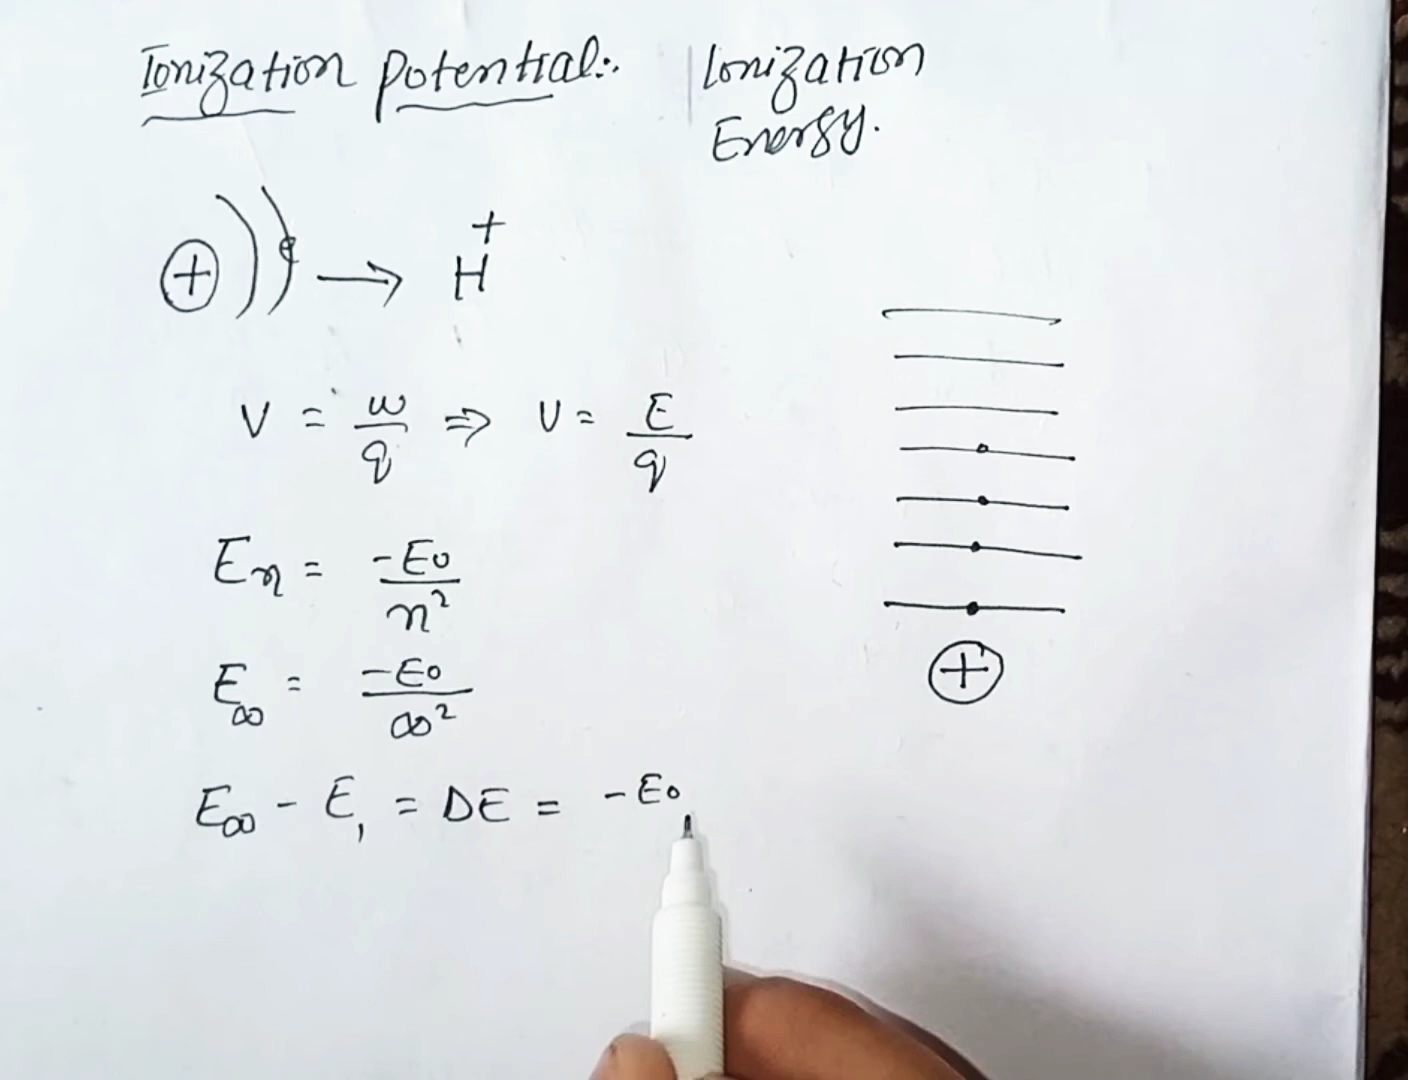 Ionization Potential:.
Ionization
Energy.
(+) → H⁺
V = w/q ⇒ V = E/q
Eₙ = -E₀/n²
E∞ = -E₀/∞²
E∞ - E₁ = ΔE = -E₀
+